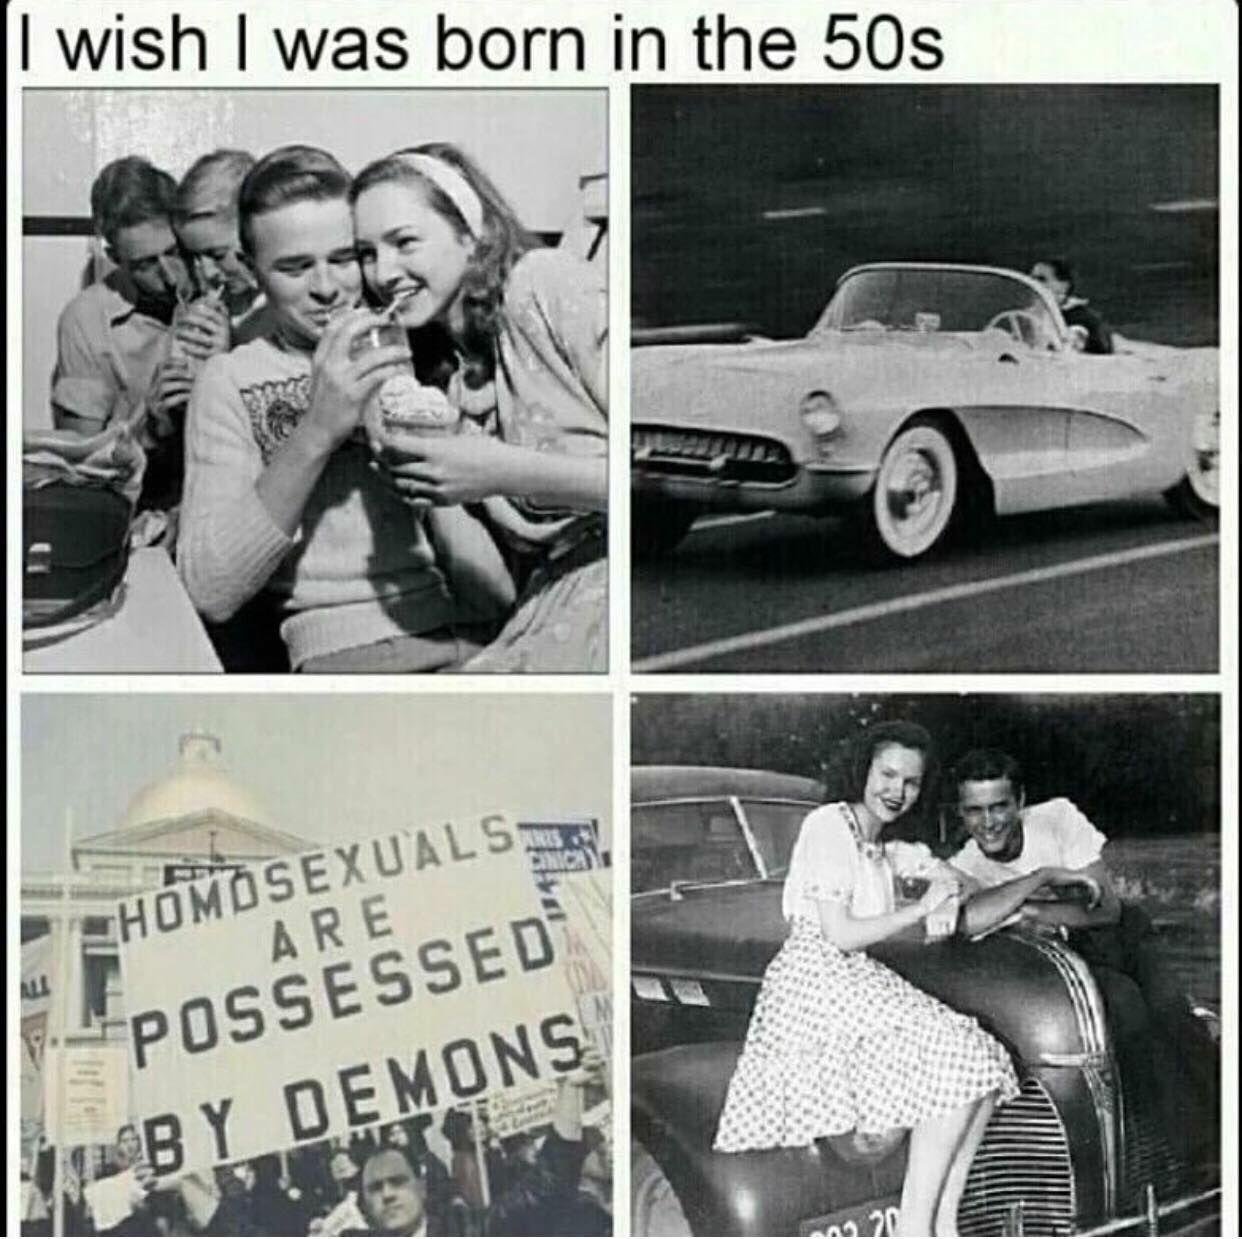 I wish I was born in the 50s
HOMOSEXUALS
ARE
POSSESSED
BY DEMONS